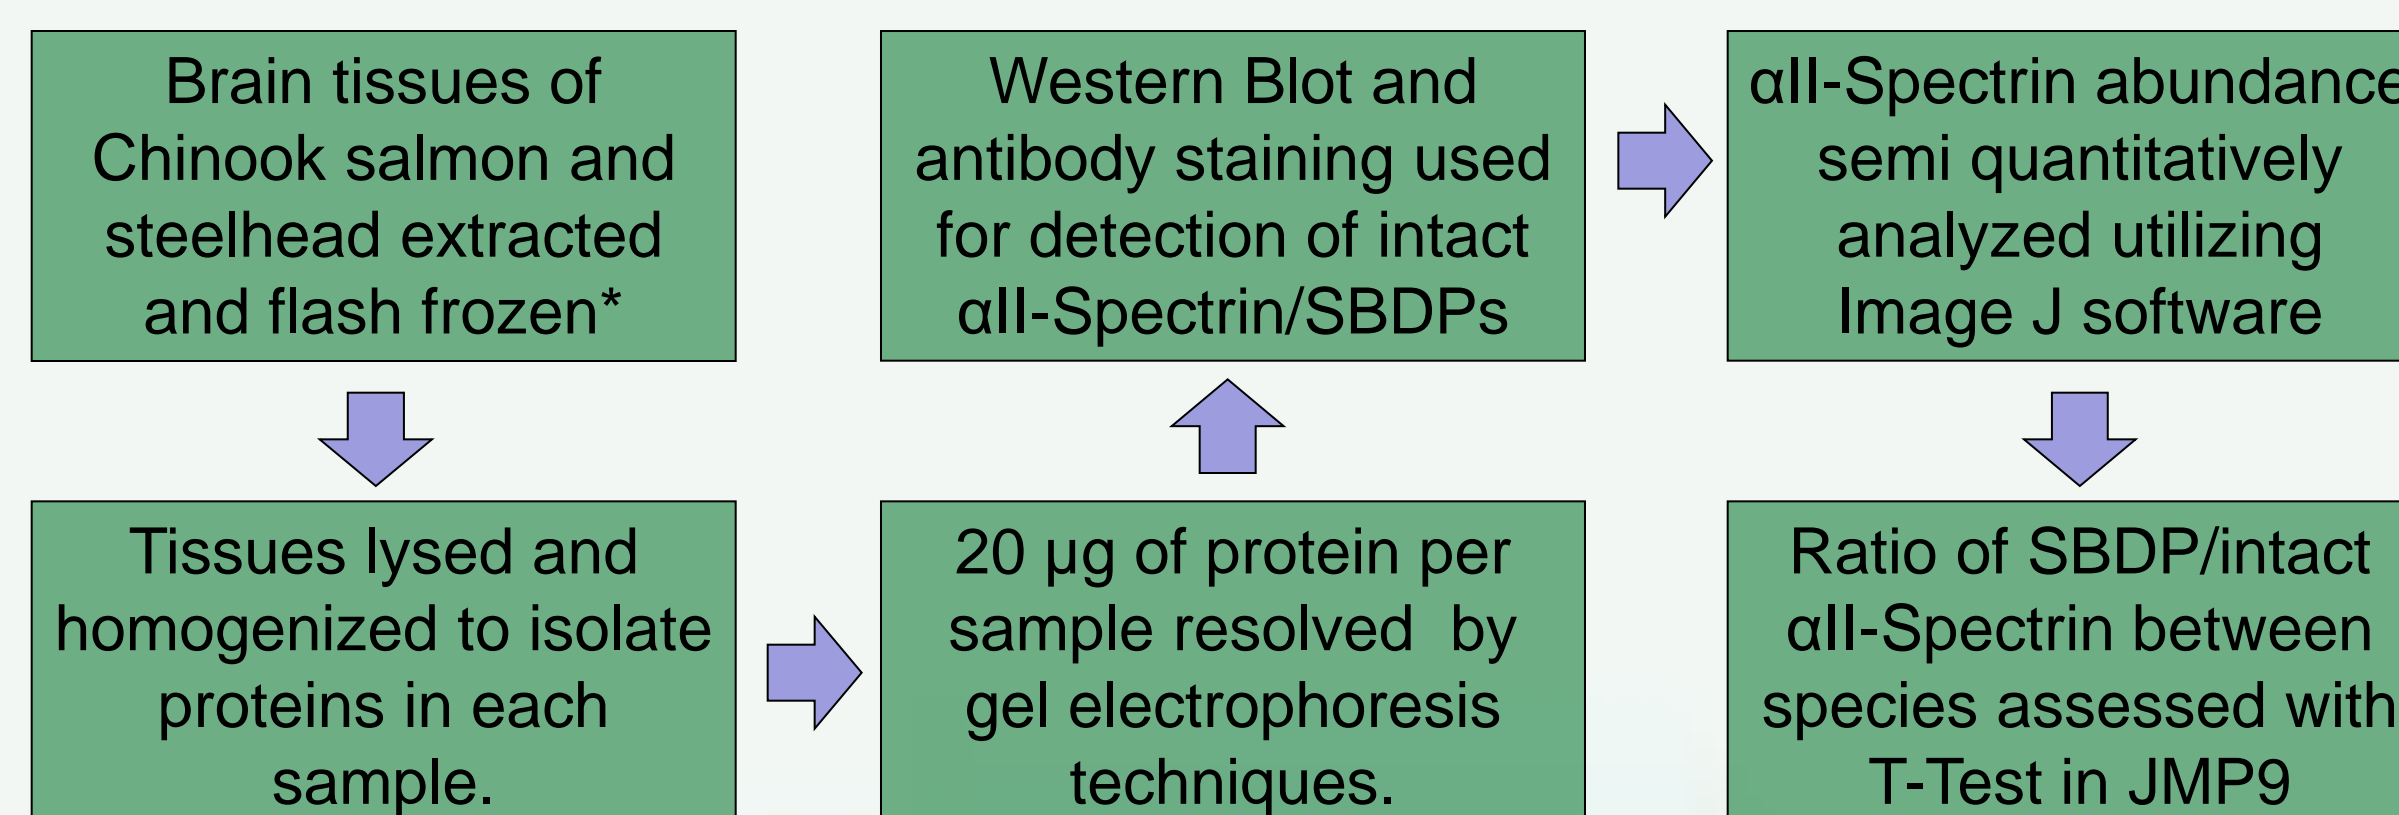 Brain tissues of
Chinook salmon and
steelhead extracted
and flash frozen*
Tissues lysed and
homogenized to isolate
proteins in each
sample.
20 µg of protein per
sample resolved  by
gel electrophoresis
techniques.
Western Blot and
antibody staining used
for detection of intact
αII-Spectrin/SBDPs
αII-Spectrin abundance
semi quantitatively
analyzed utilizing
Image J software
Ratio of SBDP/intact
αII-Spectrin between
species assessed with
T-Test in JMP9